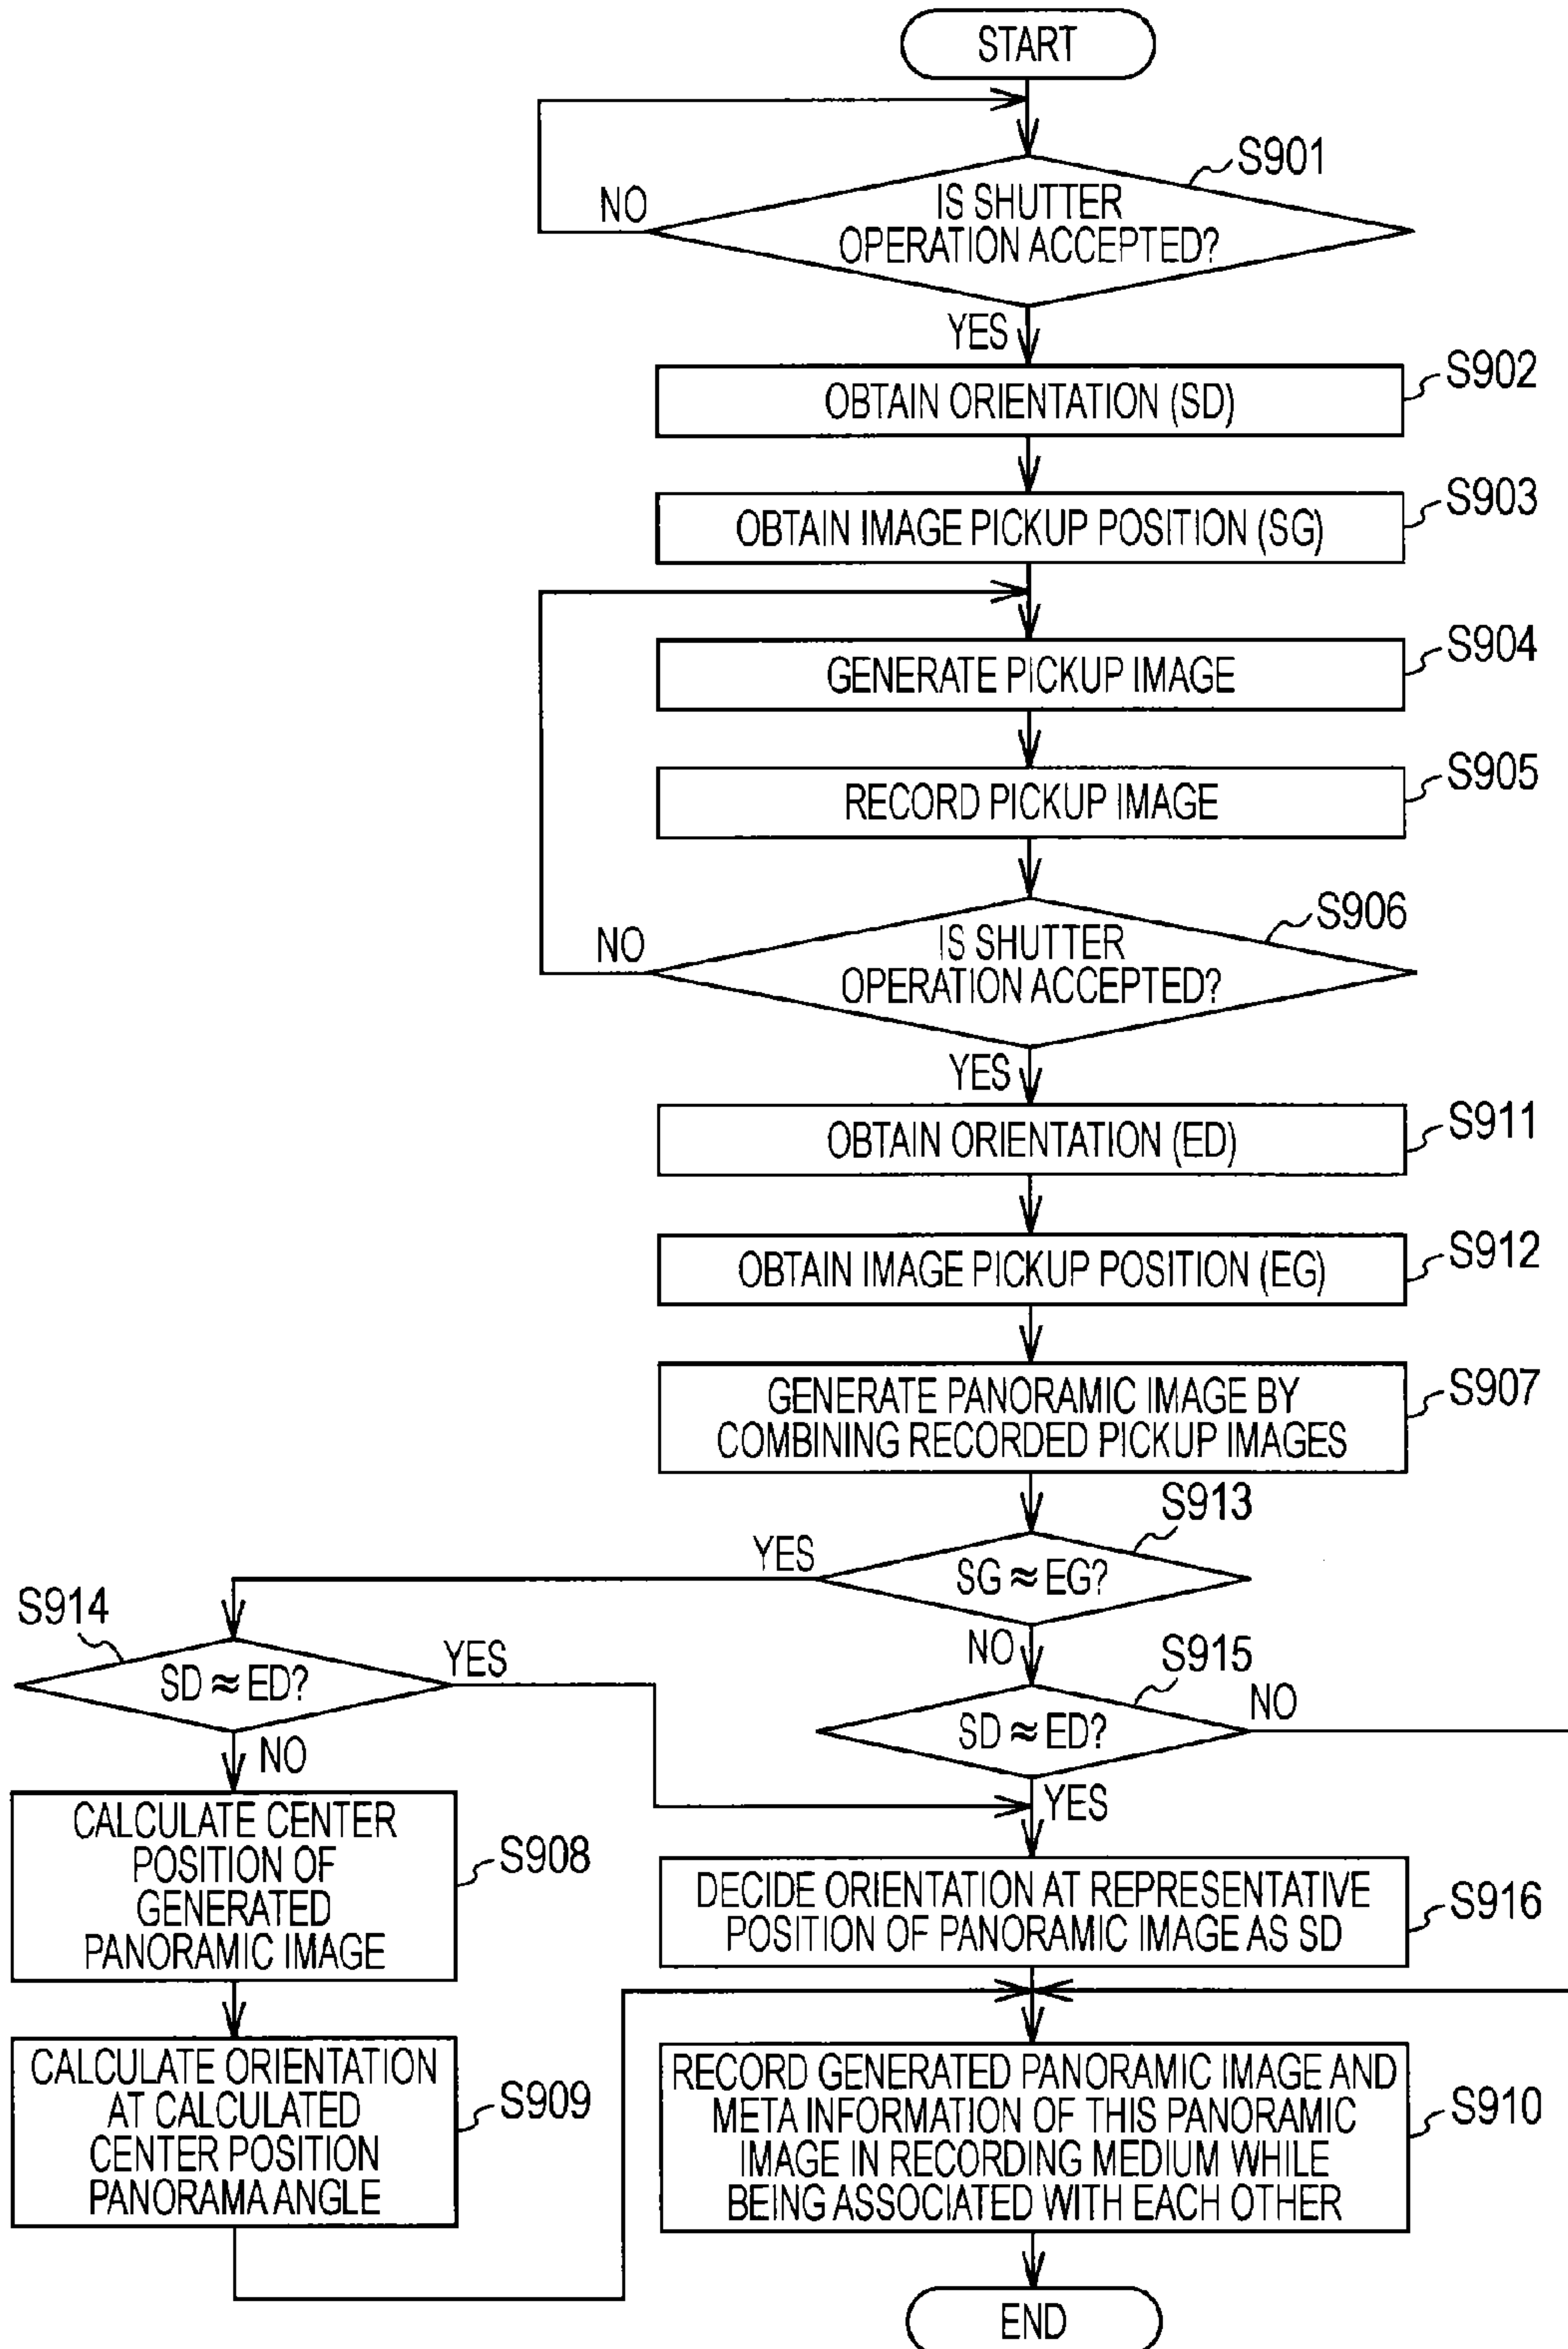 START
S901
NO
IS SHUTTER
OPERATION ACCEPTED?
YES
S902
OBTAIN ORIENTATION (SD)
S903
OBTAIN IMAGE PICKUP POSITION (SG)
S904
GENERATE PICKUP IMAGE
S905
RECORD PICKUP IMAGE
S906
NO
IS SHUTTER
OPERATION ACCEPTED?
YES
S911
OBTAIN ORIENTATION (ED)
S912
OBTAIN IMAGE PICKUP POSITION (EG)
S907
GENERATE PANORAMIC IMAGE BY
COMBINING RECORDED PICKUP IMAGES
S913
YES
SG ≈ EG?
NO
S914
SD ≈ ED?
YES
NO
S915
SD ≈ ED?
NO
YES
CALCULATE CENTER
POSITION OF
GENERATED
PANORAMIC IMAGE
S908
DECIDE ORIENTATION AT REPRESENTATIVE
POSITION OF PANORAMIC IMAGE AS SD
S916
CALCULATE ORIENTATION
AT CALCULATED
CENTER POSITION
PANORAMA ANGLE
S909
RECORD GENERATED PANORAMIC IMAGE AND
META INFORMATION OF THIS PANORAMIC
IMAGE IN RECORDING MEDIUM WHILE
BEING ASSOCIATED WITH EACH OTHER
S910
END